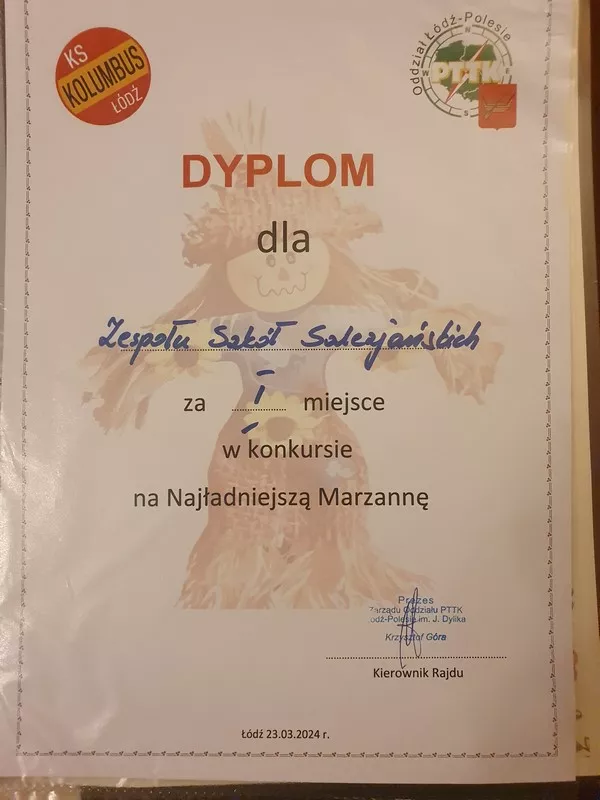 KS
KOLUMBUS
ŁÓDŹ
Oddział Łódź-Polesie
N
W
E
S
PTTK
DYPLOM
dla
Zespołu Szkół Salezjańskich
za I miejsce
w konkursie
na Najładniejszą Marzannę
Prezes
Zarządu Oddziału PTTK
Łódź-Polesie im. J. Dylika
Krzysztof Góra
Kierownik Rajdu
Łódź 23.03.2024 r.